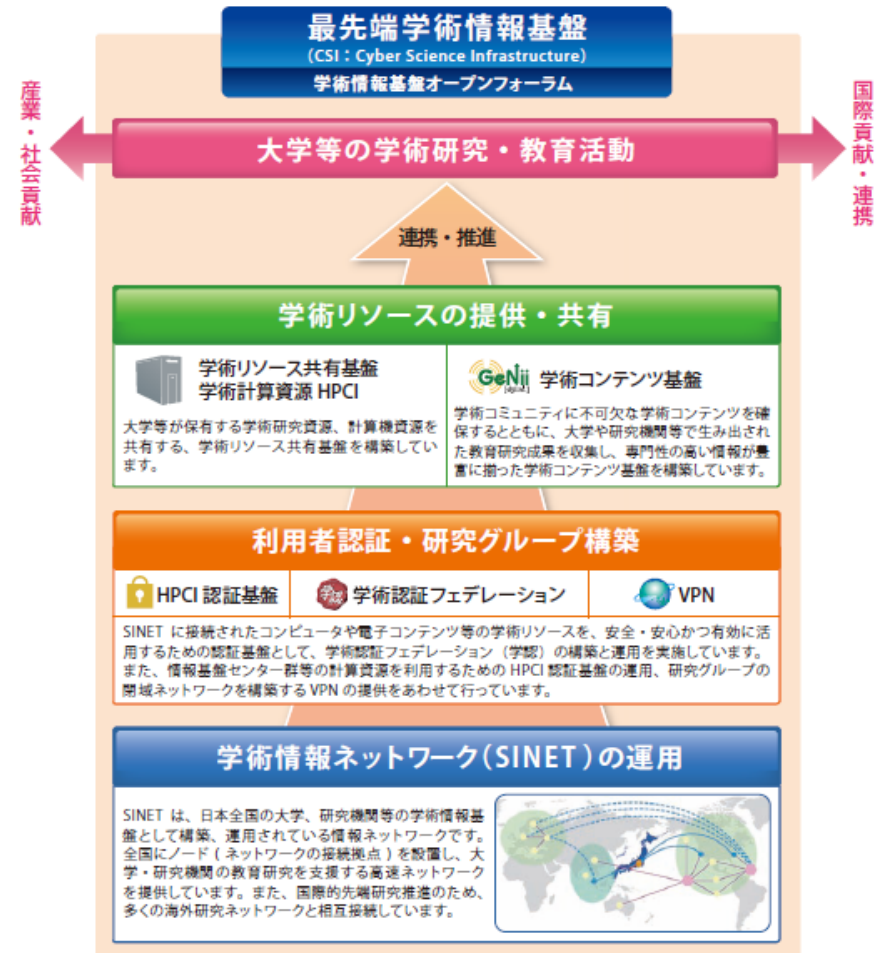 最先端学術情報基盤
（CSI：Cyber Science Infrastructure）
学術情報基盤オープンフォーラム
産業・社会貢献
大学等の学術研究・教育活動
国際貢献・連携
連携・推進
学術リソースの提供・共有
学術リソース共有基盤
学術計算資源 HPCI
大学等が保有する学術研究資源、計算機資源を
共有する、学術リソース共有基盤を構築してい
ます。
GeNii 学術コンテンツ基盤
学術コミュニティに不可欠な学術コンテンツを確
保するとともに、大学や研究機関等で生み出され
た教育研究成果を収集し、専門性の高い情報が豊
富に揃った学術コンテンツ基盤を構築しています。
利用者認証・研究グループ構築
HPCI 認証基盤
学認 学術認証フェデレーション
VPN
SINET に接続されたコンピュータや電子コンテンツ等の学術リソースを、安全・安心かつ有効に活
用するための認証基盤として、学術認証フェデレーション（学認）の構築と運用を実施しています。
また、情報基盤センター群等の計算資源を利用するための HPCI 認証基盤の運用、研究グループの
閉域ネットワークを構築する VPN の提供をあわせて行っています。
学術情報ネットワーク（SINET）の運用
SINET は、日本全国の大学、研究機関等の学術情報基
盤として構築、運用されている情報ネットワークです。
全国にノード（ネットワークの接続拠点）を設置し、大
学・研究機関の教育研究を支援する高速ネットワーク
を提供しています。また、国際的先端研究推進のため、
多くの海外研究ネットワークと相互接続しています。